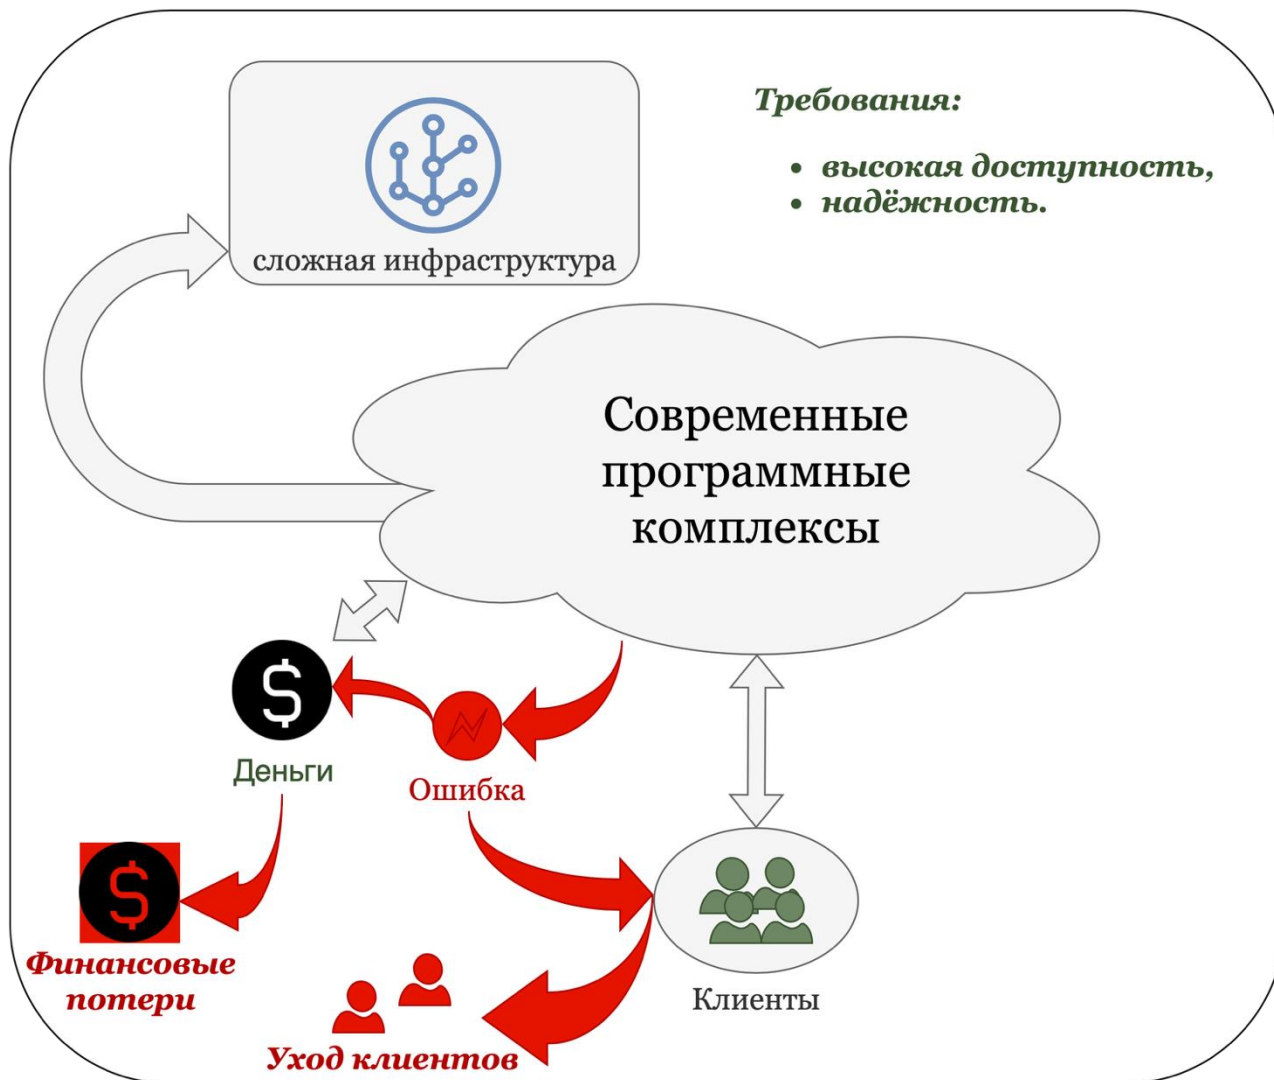 Требования:
• высокая доступность,
• надёжность.
сложная инфраструктура
Современные
программные
комплексы
Деньги
Ошибка
Финансовые
потери
Клиенты
Уход клиентов